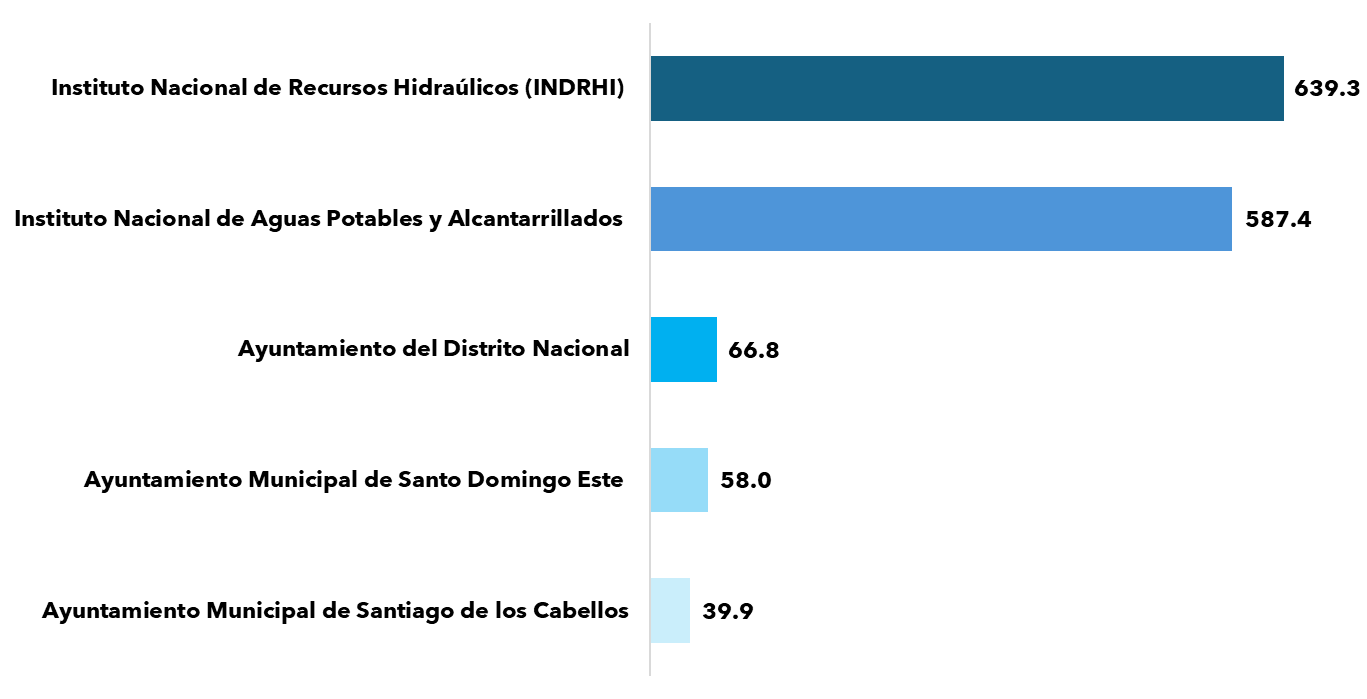 Instituto Nacional de Recursos Hidraúlicos (INDRHI) 639.3
Instituto Nacional de Aguas Potables y Alcantarrillados 587.4
Ayuntamiento del Distrito Nacional 66.8
Ayuntamiento Municipal de Santo Domingo Este 58.0
Ayuntamiento Municipal de Santiago de los Cabellos 39.9